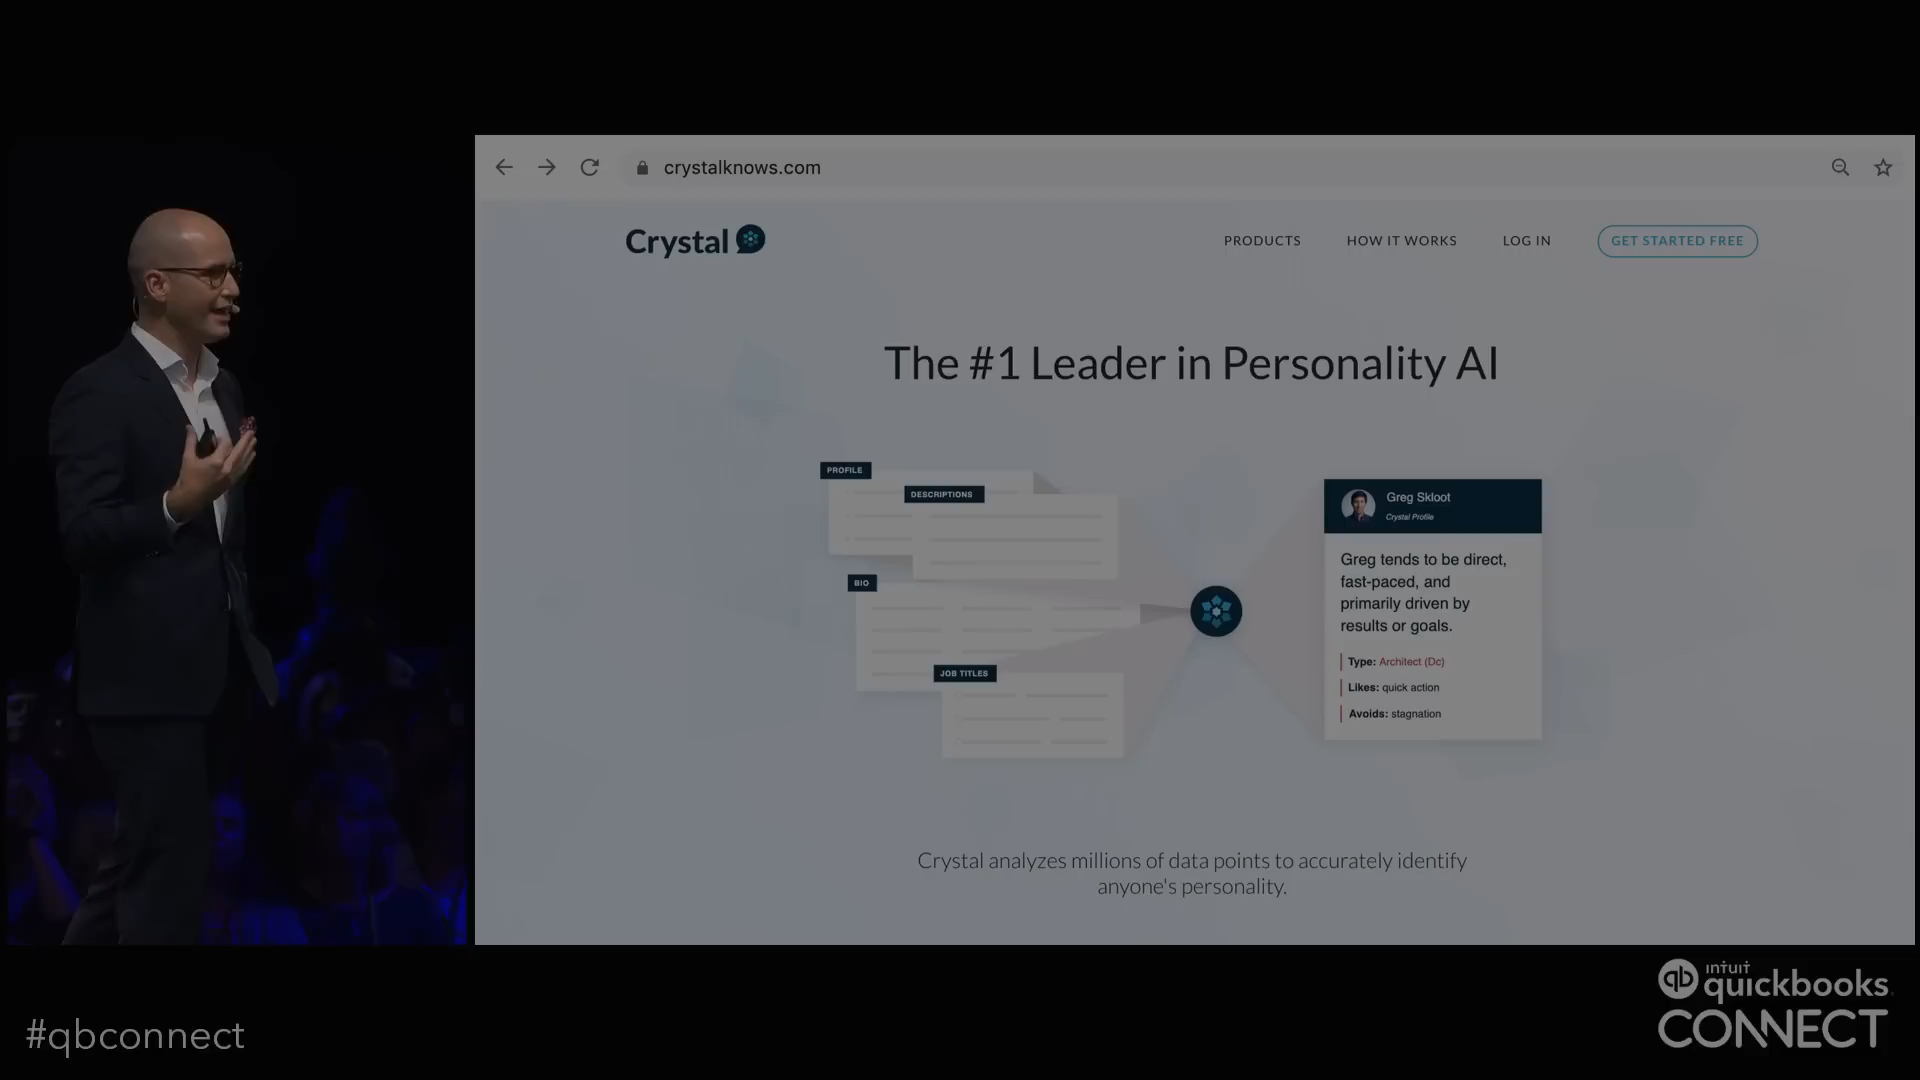 crystalknows.com
Crystal
PRODUCTS
HOW IT WORKS
LOG IN
GET STARTED FREE
The #1 Leader in Personality AI
PROFILE
DESCRIPTIONS
BIO
JOB TITLES
Greg Skloot
Crystal Profile
Greg tends to be direct,
fast-paced, and
primarily driven by
results or goals.
Type: Architect (Dc)
Likes: quick action
Avoids: stagnation
Crystal analyzes millions of data points to accurately identify
anyone's personality.
#qbconnect
qb
ıntuıt
quickbooks.
CONNECT